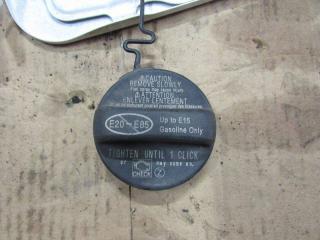 ⚠CAUTION
REMOVE SLOWLY.
⚠ATTENTION
ENLEVER LENTEMENT
E20~E85
Up to E15
Gasoline Only
TIGHTEN UNTIL 1 CLICK
CHECK